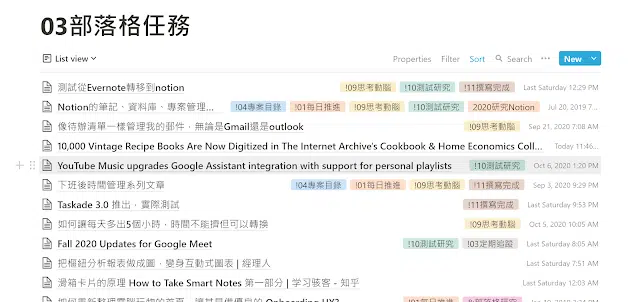 03部落格任務
List view Properties Filter Sort Search ... New
測試從Evernote轉移到notion !09思考動腦 !10測試研究 !11撰寫完成 Last Saturday 12:29 PM
Notion的筆記、資料庫、專案管理... !04專案目錄 !01每日推進 !09思考動腦 !10測試研究 2020研究Notion Jul 20, 2019 7...
像待辦清單一樣管理我的郵件，無論是Gmail還是outlook !09思考動腦 Sep 21, 2020 7:08 AM
10,000 Vintage Recipe Books Are Now Digitized in The Internet Archive's Cookbook & Home Economics Coll... Today 11:46...
YouTube Music upgrades Google Assistant integration with support for personal playlists !10測試研究 Oct 6, 2020 1:20 PM
下班後時間管理系列文章 !04專案目錄 !01每日推進 !09思考動腦 !11撰寫完成 Sep 3, 2020 9:29 PM
Taskade 3.0 推出，實際測試 !11撰寫完成 Last Saturday 9:53 PM
如何讓每天多出5個小時，時間不能擠但可以轉換 !09思考動腦 Oct 5, 2020 10:05 AM
Fall 2020 Updates for Google Meet !10測試研究 !03定期追蹤 Last Saturday 8:05 AM
把樞紐分析報表做成圖，變身互動式圖表 | 經理人 Last Saturday 7:51 AM
滑箱卡片的原理 How to Take Smart Notes 第一部分 | 学习骇客 - 知乎 Last Saturday 12:03 AM